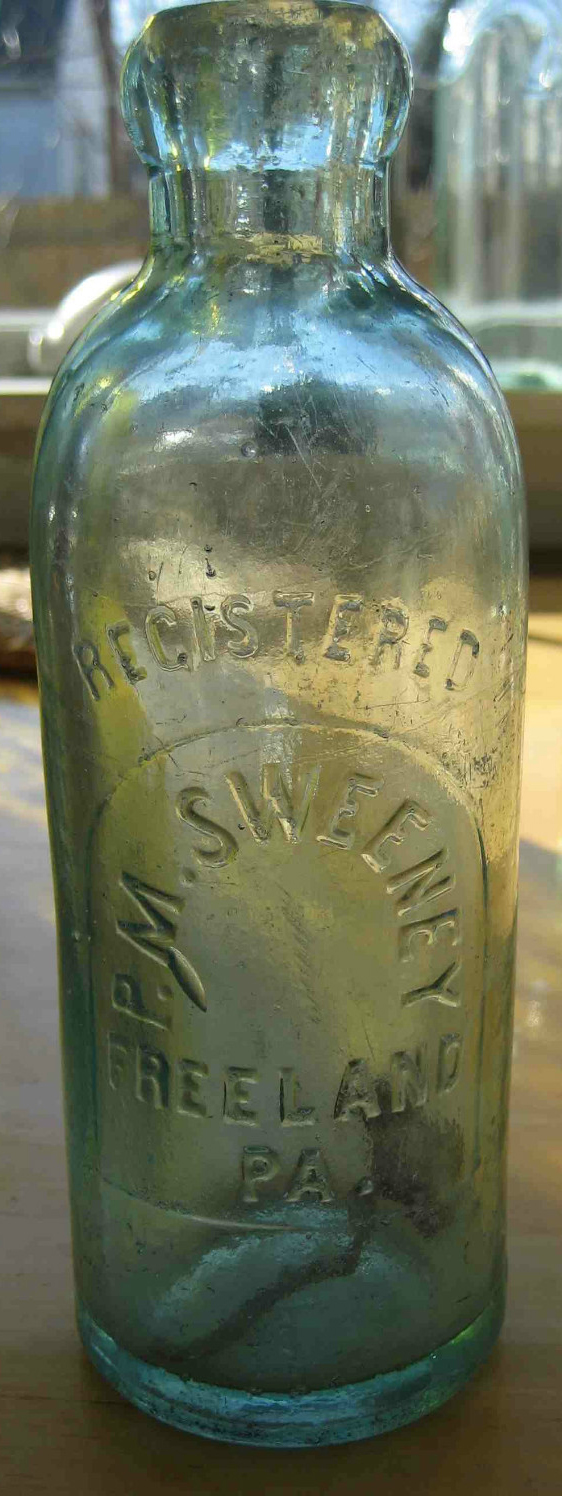 REGISTERED
P. M. SWEENEY
FREELAND
PA.